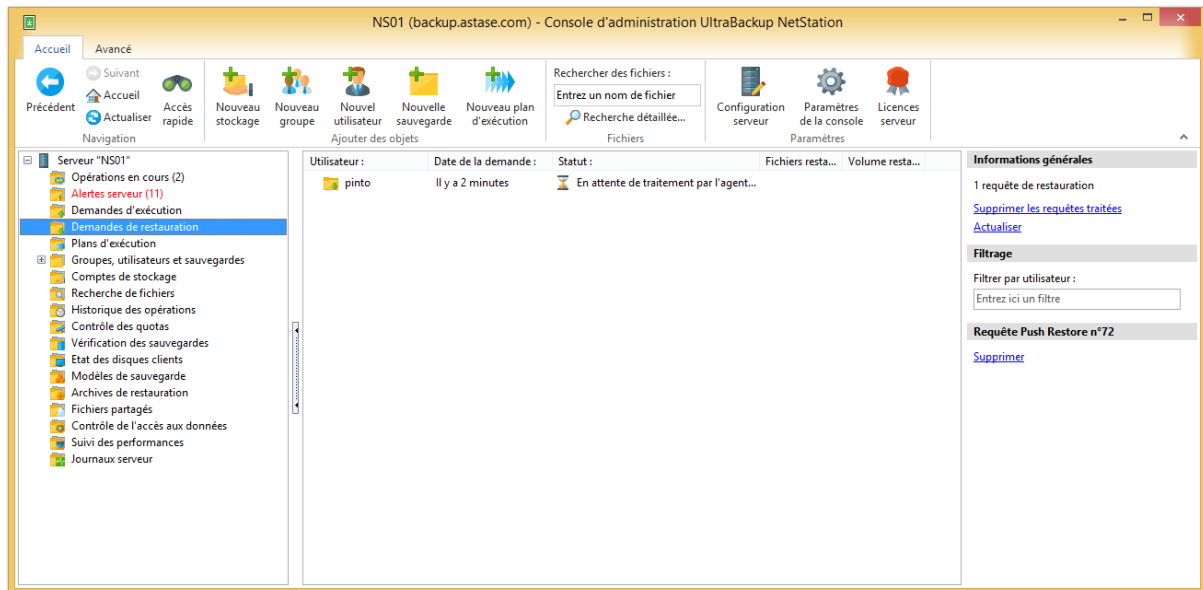 NS01 (backup.astase.com) - Console d'administration UltraBackup NetStation
Accueil
Avancé
Précédent
Suivant
Accueil
Actualiser
Accès rapide
Navigation
Nouveau stockage
Nouveau groupe
Nouvel utilisateur
Nouvelle sauvegarde
Nouveau plan d'exécution
Ajouter des objets
Rechercher des fichiers :
Entrez un nom de fichier
Recherche détaillée...
Fichiers
Configuration serveur
Paramètres de la console
Licences serveur
Paramètres
Serveur "NS01"
Opérations en cours (2)
Alertes serveur (11)
Demandes d'exécution
Demandes de restauration
Plans d'exécution
Groupes, utilisateurs et sauvegardes
Comptes de stockage
Recherche de fichiers
Historique des opérations
Contrôle des quotas
Vérification des sauvegardes
Etat des disques clients
Modèles de sauvegarde
Archives de restauration
Fichiers partagés
Contrôle de l'accès aux données
Suivi des performances
Journaux serveur
Utilisateur : Date de la demande : Statut : Fichiers resta... Volume resta...
pinto Il y a 2 minutes En attente de traitement par l'agent...
Informations générales
1 requête de restauration
Supprimer les requêtes traitées
Actualiser
Filtrage
Filtrer par utilisateur :
Entrez ici un filtre
Requête Push Restore n°72
Supprimer